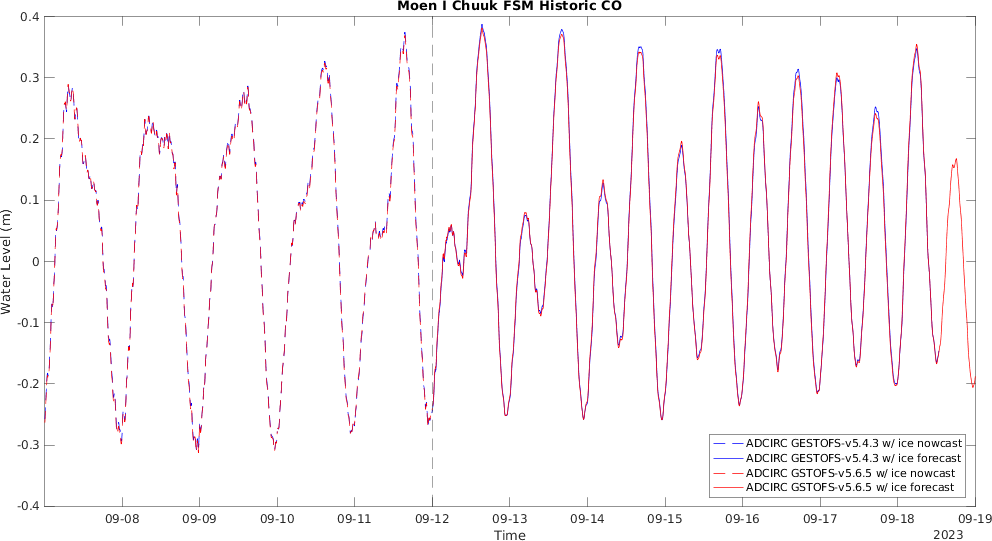 Moen I Chuuk FSM Historic CO
0.4
0.3
0.2
0.1
0
-0.1
-0.2
-0.3
-0.4
Water Level (m)
ADCIRC GESTOFS-v5.4.3 w/ ice nowcast
ADCIRC GESTOFS-v5.4.3 w/ ice forecast
ADCIRC GSTOFS-v5.6.5 w/ ice nowcast
ADCIRC GSTOFS-v5.6.5 w/ ice forecast
09-08 09-09 09-10 09-11 09-12 09-13 09-14 09-15 09-16 09-17 09-18 09-19
Time
2023